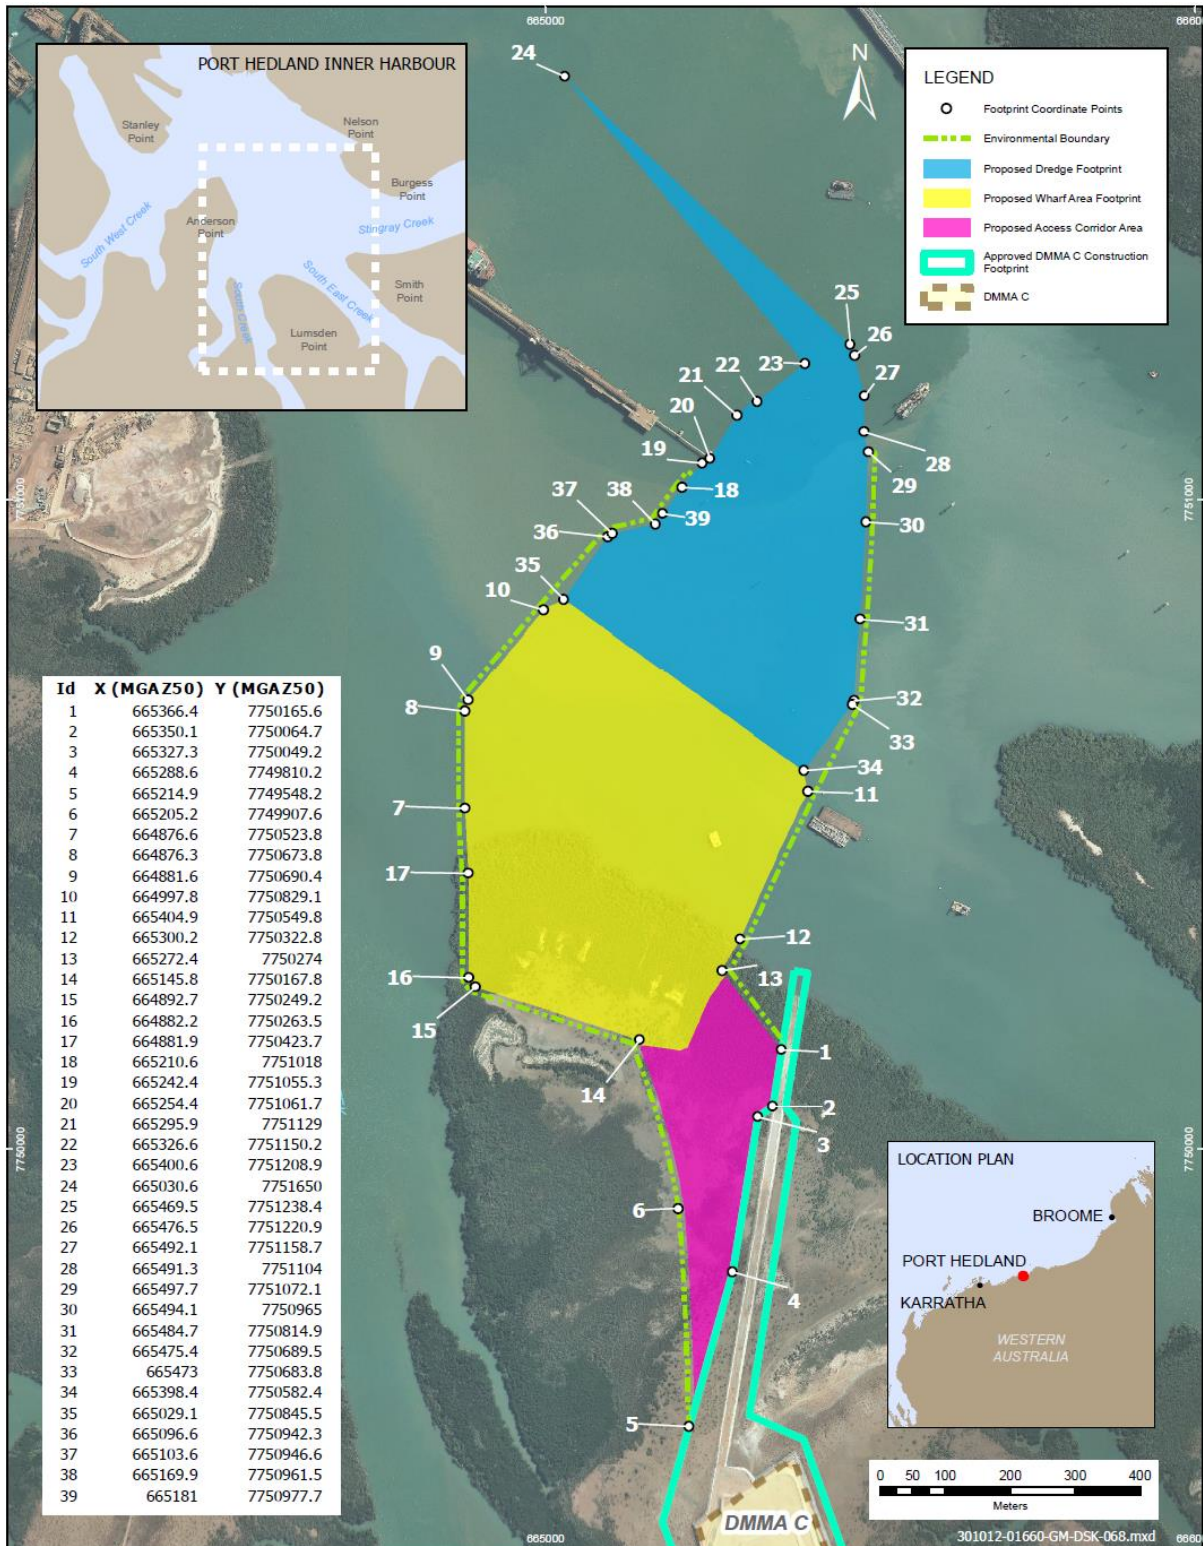 665000
6660
24
N
PORT HEDLAND INNER HARBOUR
Stanley
Point
Nelson
Point
Burgess
Point
Anderson
Point
Stingray Creek
South West Creek
South East Creek
South Creek
Smith
Point
Lumsden
Point
LEGEND
Footprint Coordinate Points
Environmental Boundary
Proposed Dredge Footprint
Proposed Wharf Area Footprint
Proposed Access Corridor Area
Approved DMMA C Construction
Footprint
DMMA C
25
26
23
22
27
21
20
28
19
29
18
7751000
7751000
37
38
39
36
30
35
10
31
9
32
8
33
34
11
7
17
12
13
16
15
14
1
2
3
7750000
7750000
6
4
5
Id X (MGAZ50) Y (MGAZ50)
1 665366.4 7750165.6
2 665350.1 7750064.7
3 665327.3 7750049.2
4 665288.6 7749810.2
5 665214.9 7749548.2
6 665205.2 7749907.6
7 664876.6 7750523.8
8 664876.3 7750673.8
9 664881.6 7750690.4
10 664997.8 7750829.1
11 665404.9 7750549.8
12 665300.2 7750322.8
13 665272.4 7750274
14 665145.8 7750167.8
15 664892.7 7750249.2
16 664882.2 7750263.5
17 664881.9 7750423.7
18 665210.6 7751018
19 665242.4 7751055.3
20 665254.4 7751061.7
21 665295.9 7751129
22 665326.6 7751150.2
23 665400.6 7751208.9
24 665030.6 7751650
25 665469.5 7751238.4
26 665476.5 7751220.9
27 665492.1 7751158.7
28 665491.3 7751104
29 665497.7 7751072.1
30 665494.1 7750965
31 665484.7 7750814.9
32 665475.4 7750689.5
33 665473 7750683.8
34 665398.4 7750582.4
35 665029.1 7750845.5
36 665096.6 7750942.3
37 665103.6 7750946.6
38 665169.9 7750961.5
39 665181 7750977.7
LOCATION PLAN
BROOME
PORT HEDLAND
KARRATHA
WESTERN
AUSTRALIA
0 50 100 200 300 400
Meters
DMMA C
301012-01660-GM-DSK-068.mxd
665000
6660